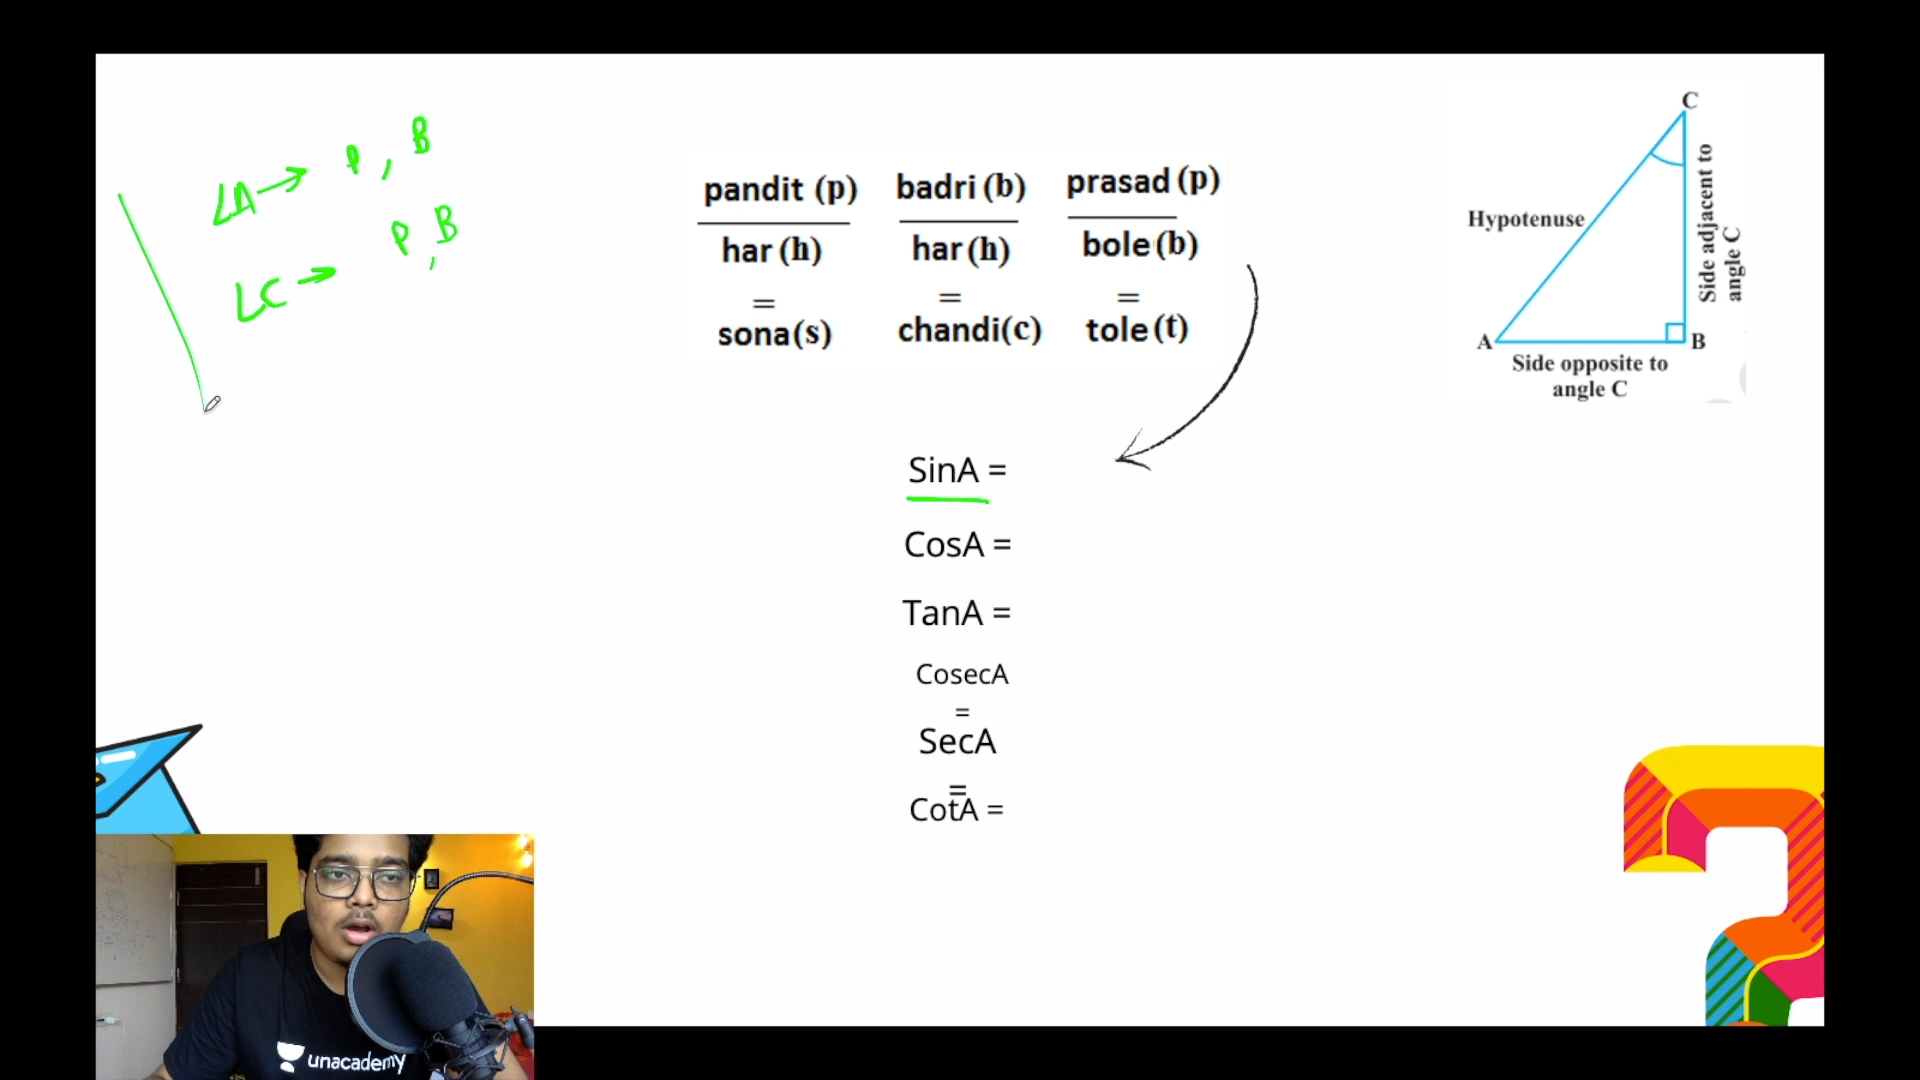 ∠A → P, B
∠C → P, B
pandit (p) badri (b) prasad (p)
har (h) har (h) bole (b)
= = =
sona(s) chandi(c) tole (t)
C
Hypotenuse
Side adjacent to
angle C
A
B
Side opposite to
angle C
SinA =
CosA =
TanA =
CosecA
=
SecA
=
CotA =
unacademy